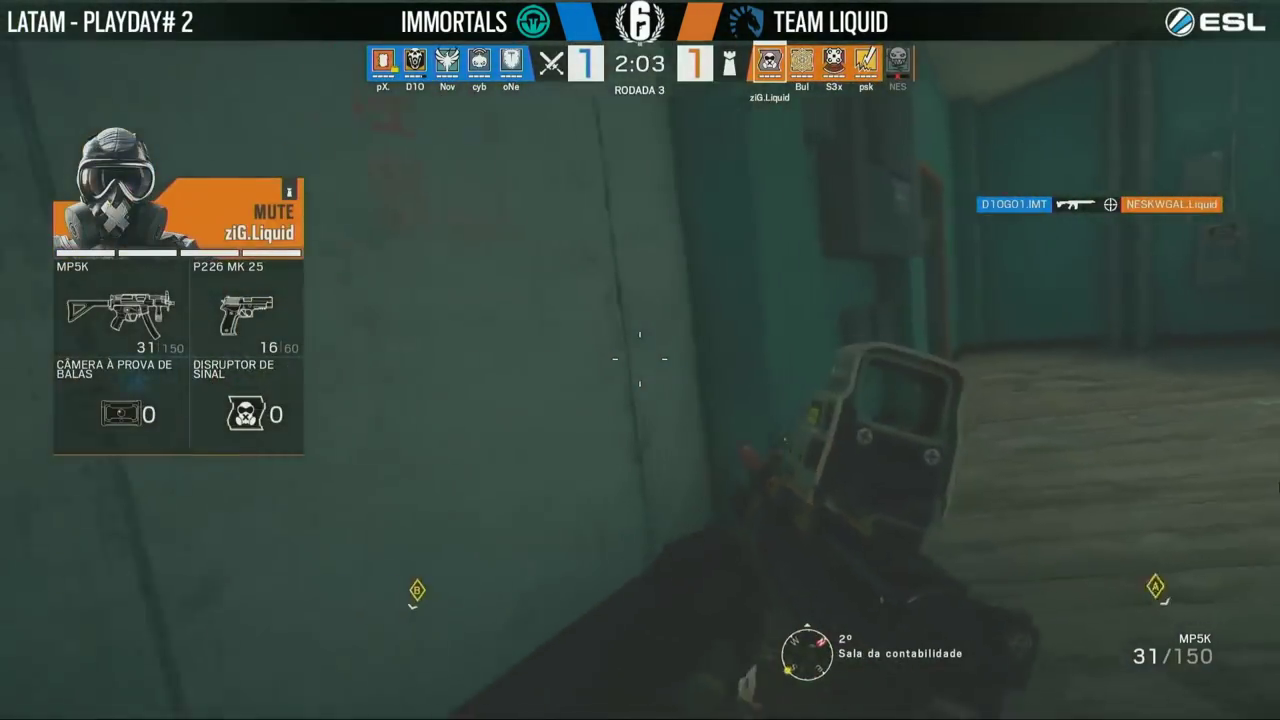 LATAM - PLAYDAY# 2
IMMORTALS
TEAM LIQUID
ESL
1
2:03
1
RODADA 3
pX.
D1O
Nov
cyb
oNe
ziG.Liquid
Bul
S3x
psk
NES
D1OGO1.IMT
NESKWGAL.Liquid
MUTE
ziG.Liquid
MP5K
P226 MK 25
31/150
16/60
CÂMERA À PROVA DE
BALAS
DISRUPTOR DE
SINAL
0
0
B
A
2º
Sala da contabilidade
MP5K
31/150